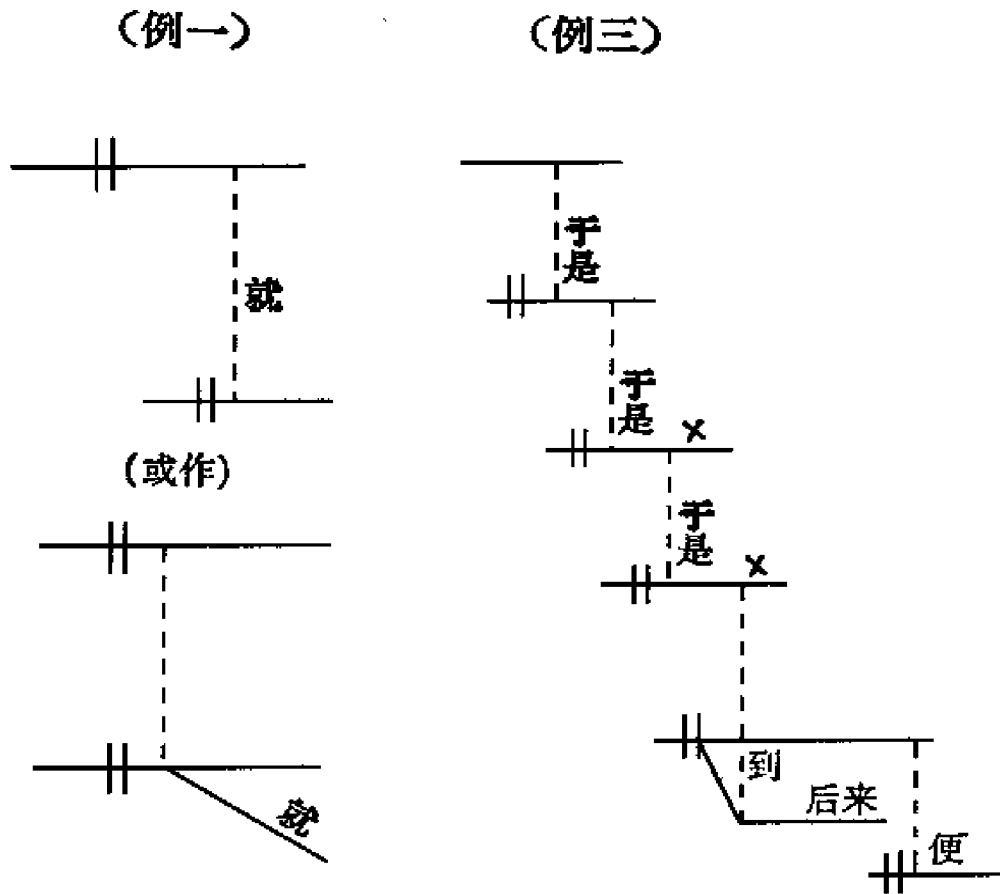 (例一)
就
(或作)
就
(例三)
于是
于是
×
于是
×
到
后来
便